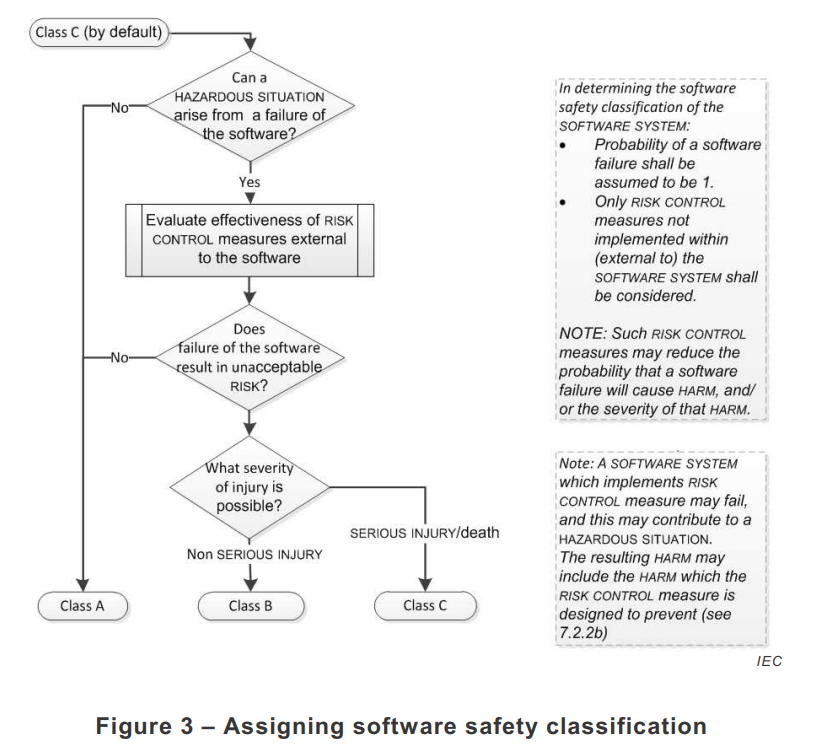 Class C (by default)
Can a
HAZARDOUS SITUATION
arise from a failure of
the software?
No
Yes
Evaluate effectiveness of RISK
CONTROL measures external
to the software
Does
failure of the software
result in unacceptable
RISK?
No
What severity
of injury is
possible?
SERIOUS INJURY/death
Non SERIOUS INJURY
Class A
Class B
Class C
In determining the software
safety classification of the
SOFTWARE SYSTEM:
• Probability of a software
failure shall be
assumed to be 1.
• Only RISK CONTROL
measures not
implemented within
(external to) the
SOFTWARE SYSTEM shall
be considered.
NOTE: Such RISK CONTROL
measures may reduce the
probability that a software
failure will cause HARM, and/
or the severity of that HARM.
Note: A SOFTWARE SYSTEM
which implements RISK
CONTROL measure may fail,
and this may contribute to a
HAZARDOUS SITUATION.
The resulting HARM may
include the HARM which the
RISK CONTROL measure is
designed to prevent (see
7.2.2b)
IEC
Figure 3 – Assigning software safety classification